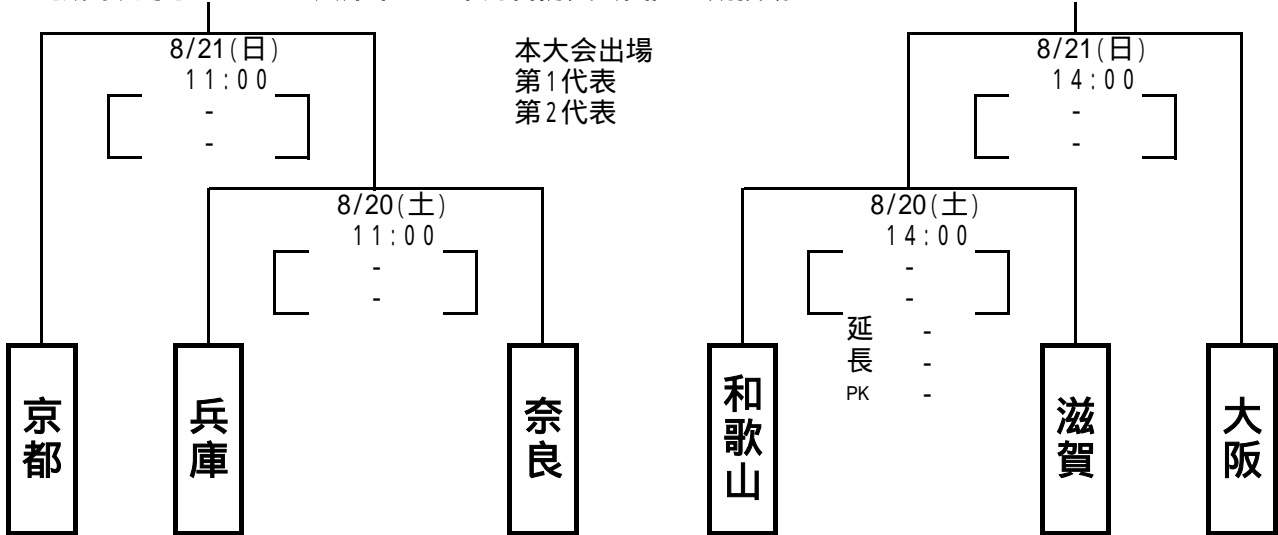 8/21(日)
11:00
-
-
本大会出場
第1代表
第2代表
8/21(日)
14:00
-
-
8/20(土)
11:00
-
-
8/20(土)
14:00
-
-
延 -
長 -
PK -
京都
兵庫
奈良
和歌山
滋賀
大阪